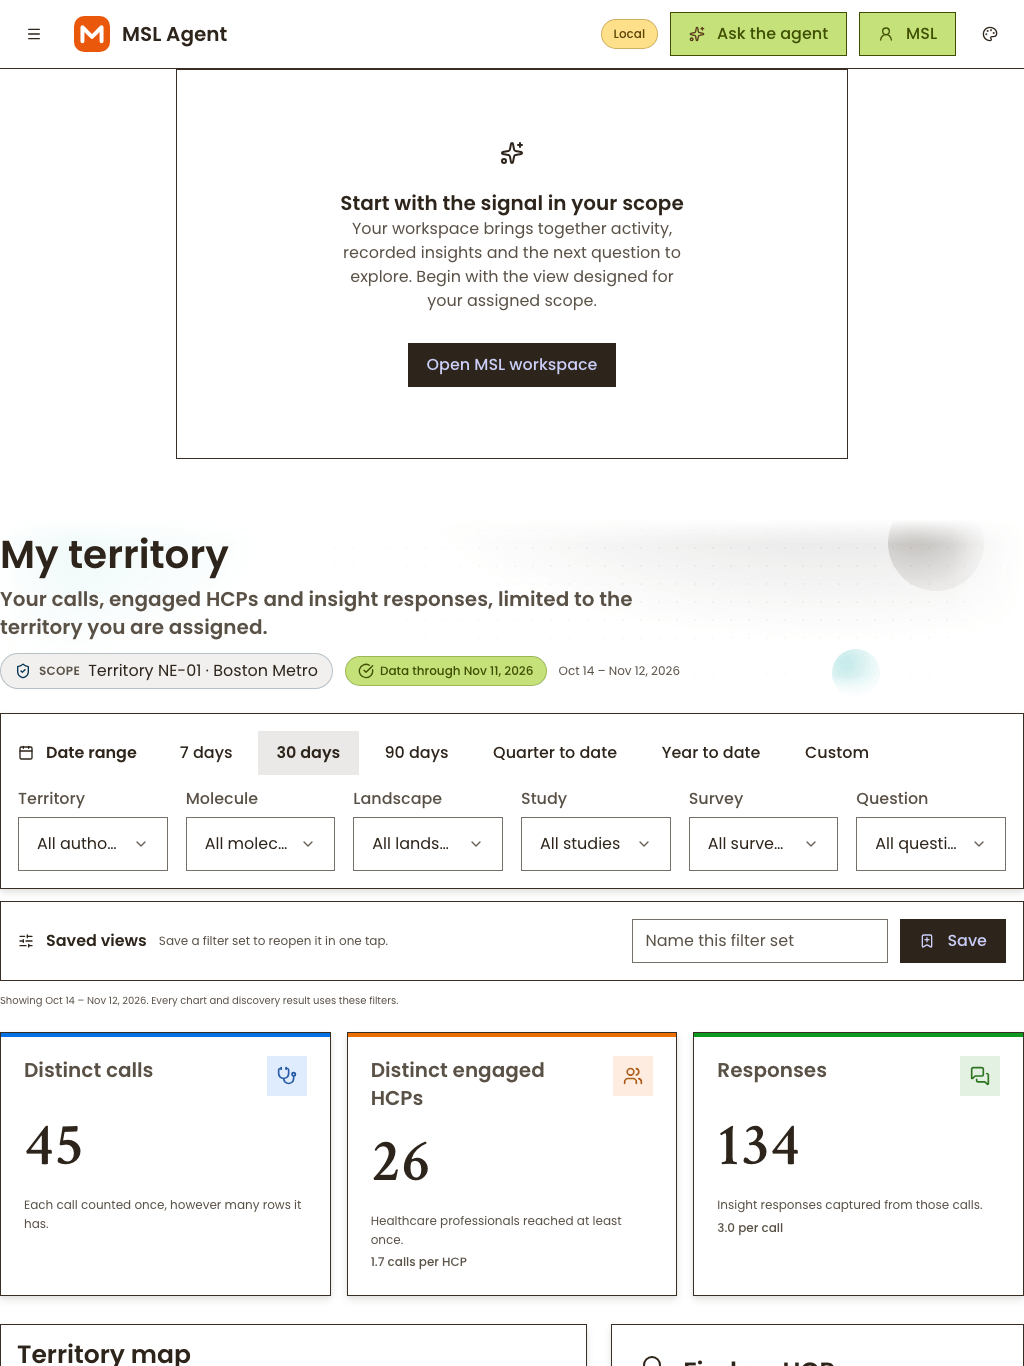 MSL Agent
Local
Ask the agent
MSL
Start with the signal in your scope
Your workspace brings together activity,
recorded insights and the next question to
explore. Begin with the view designed for
your assigned scope.
Open MSL workspace
My territory
Your calls, engaged HCPs and insight responses, limited to the
territory you are assigned.
SCOPE Territory NE-01 · Boston Metro
Data through Nov 11, 2026
Oct 14 – Nov 12, 2026
Date range
7 days
30 days
90 days
Quarter to date
Year to date
Custom
Territory
Molecule
Landscape
Study
Survey
Question
All autho...
All molec...
All lands...
All studies
All surve...
All questi...
Saved views
Save a filter set to reopen it in one tap.
Name this filter set
Save
Showing Oct 14 – Nov 12, 2026. Every chart and discovery result uses these filters.
Distinct calls
45
Each call counted once, however many rows it
has.
Distinct engaged
HCPs
26
Healthcare professionals reached at least
once.
1.7 calls per HCP
Responses
134
Insight responses captured from those calls.
3.0 per call
Territory map